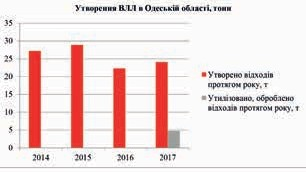 Утворення ВЛЛ в Одеській області, тонн
35
30
25
20
15
10
5
0
2014 2015 2016 2017
Утворено відходів
протягом року, т
Утилізовано, оброблено
відходів протягом року, т